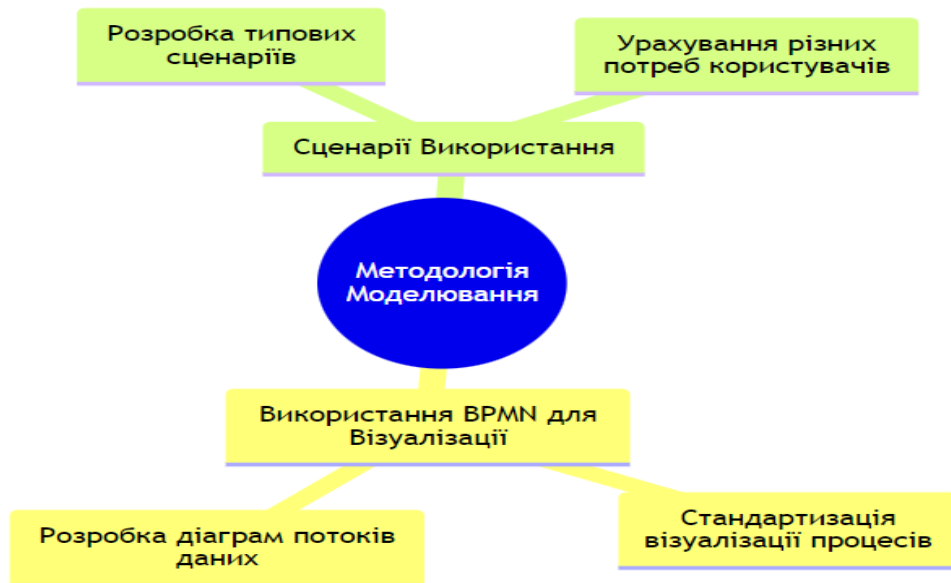 Розробка типових
сценаріїв
Урахування різних
потреб користувачів
Сценарії Використання
Методологія
Моделювання
Використання BPMN для
Візуалізації
Розробка діаграм потоків
даних
Стандартизація
візуалізації процесів